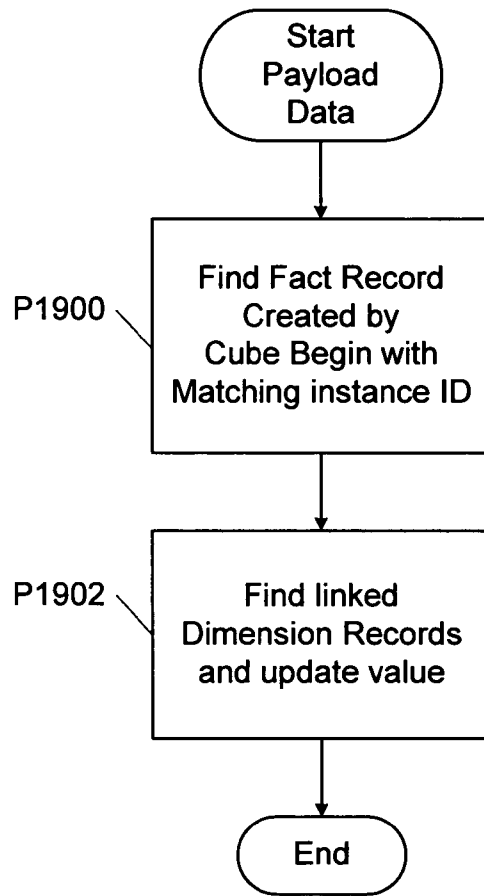 Start
Payload
Data
P1900
Find Fact Record
Created by
Cube Begin with
Matching instance ID
P1902
Find linked
Dimension Records
and update value
End